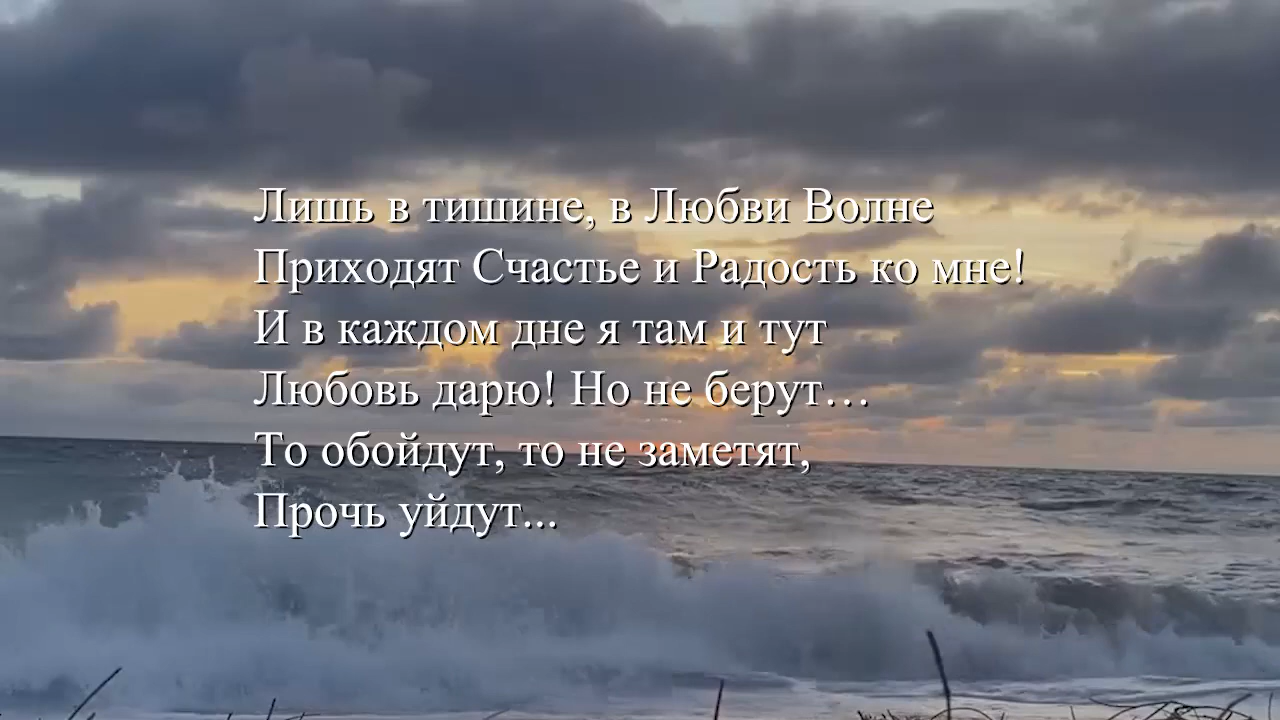 Лишь в тишине, в Любви Волне
Приходят Счастье и Радость ко мне!
И в каждом дне я там и тут
Любовь дарю! Но не берут…
То обойдут, то не заметят,
Прочь уйдут...